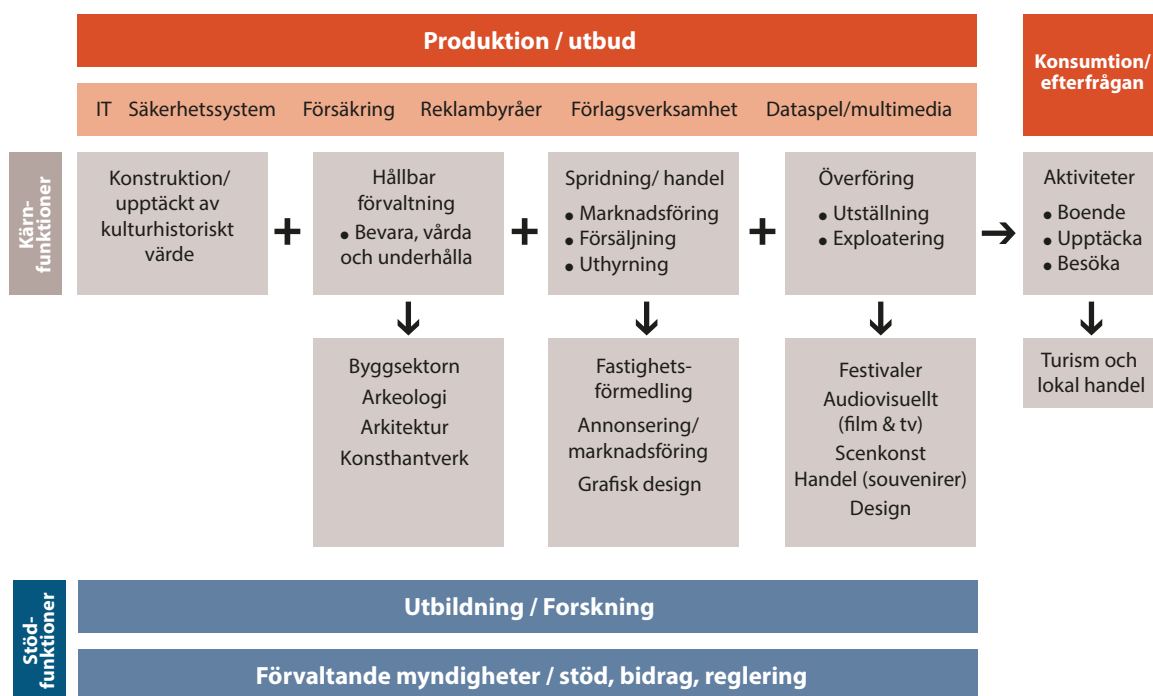 Produktion / utbud
Konsumtion/
efterfrågan
IT Säkerhetssystem Försäkring Reklambyråer Förlagsverksamhet Dataspel/multimedia
Kärn-
funktioner
Konstruktion/
upptäckt av
kulturhistoriskt
värde
+
Hållbar
förvaltning
• Bevara, vårda
och underhålla
+
Spridning/ handel
• Marknadsföring
• Försäljning
• Uthyrning
+
Överföring
• Utställning
• Exploatering
Aktiviteter
• Boende
• Upptäcka
• Besöka
Byggsektorn
Arkeologi
Arkitektur
Konsthantverk
Fastighets-
förmedling
Annonsering/
marknadsföring
Grafisk design
Festivaler
Audiovisuellt
(film & tv)
Scenkonst
Handel (souvenirer)
Design
Turism och
lokal handel
Stöd-
funktioner
Utbildning / Forskning
Förvaltande myndigheter / stöd, bidrag, reglering